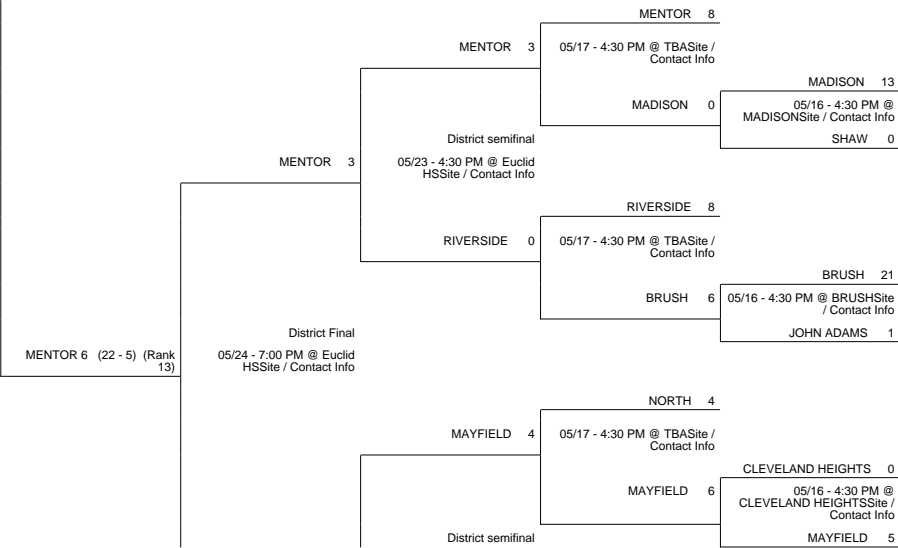 MENTOR 8
MENTOR 3
05/17 - 4:30 PM @ TBASite /
Contact Info
MADISON 13
MADISON 0
05/16 - 4:30 PM @
MADISONSite / Contact Info
District semifinal
SHAW 0
MENTOR 3
05/23 - 4:30 PM @ Euclid
HSSite / Contact Info
RIVERSIDE 8
RIVERSIDE 0
05/17 - 4:30 PM @ TBASite /
Contact Info
BRUSH 21
BRUSH 6
05/16 - 4:30 PM @ BRUSHSite
/ Contact Info
District Final
JOHN ADAMS 1
MENTOR 6 (22 - 5) (Rank
13)
05/24 - 7:00 PM @ Euclid
HSSite / Contact Info
NORTH 4
MAYFIELD 4
05/17 - 4:30 PM @ TBASite /
Contact Info
CLEVELAND HEIGHTS 0
MAYFIELD 6
05/16 - 4:30 PM @
CLEVELAND HEIGHTSSite /
Contact Info
District semifinal
MAYFIELD 5